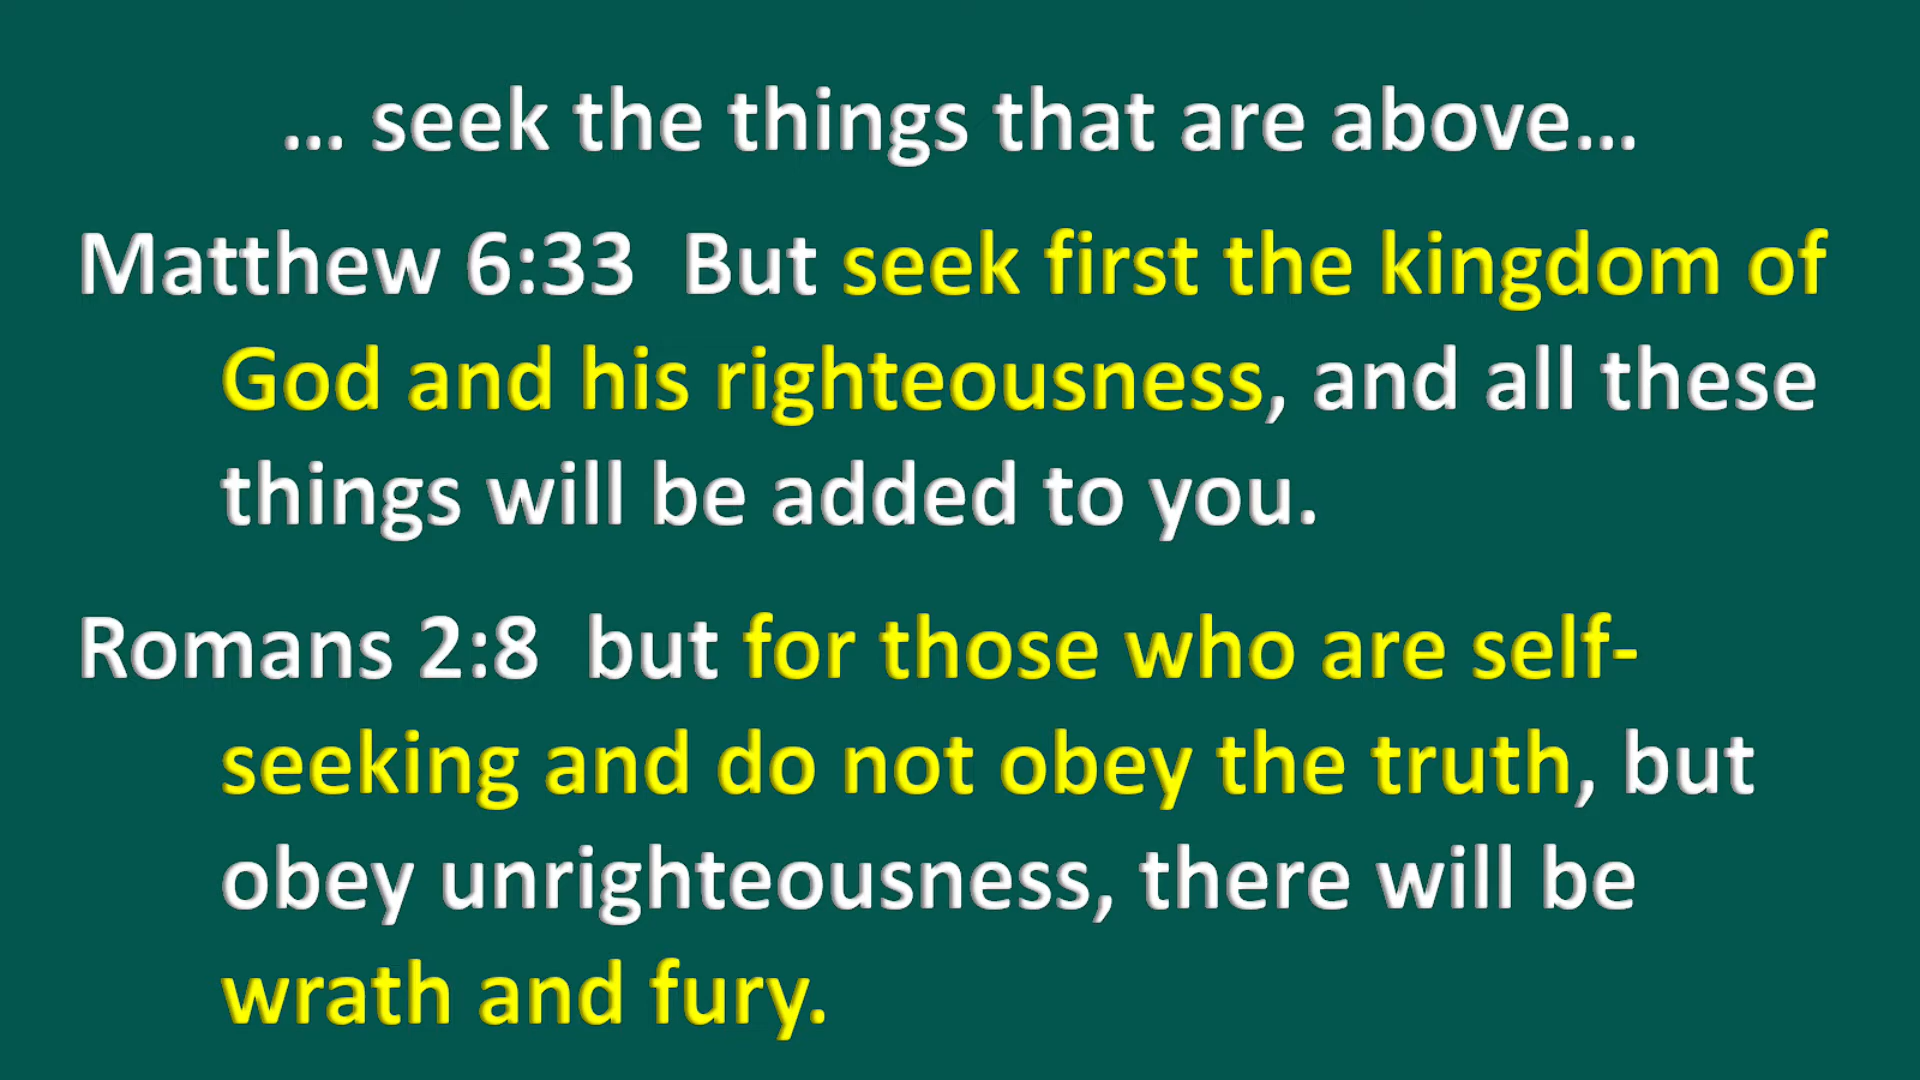 ... seek the things that are above...
Matthew 6:33  But seek first the kingdom of
God and his righteousness, and all these
things will be added to you.
Romans 2:8  but for those who are self-
seeking and do not obey the truth, but
obey unrighteousness, there will be
wrath and fury.